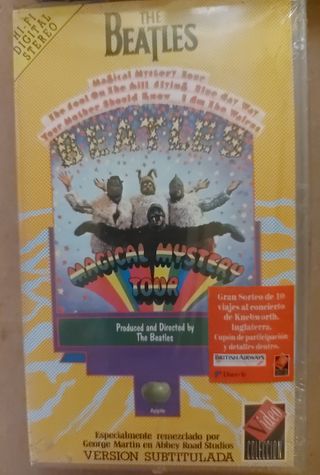 HI-FI
DIGITAL
STEREO
THE
BEATLES
Magical Mystery Tour
The Fool On The Hill Flying Blue Jay Way
Your Mother Should Know I Am The Walrus
BEATLES
MAGICAL MYSTERY
TOUR
Produced and Directed by
The Beatles
Gran Sorteo de 10
viajes al concierto
de Knebworth.
Inglaterra.
Cupón de participación
y detalles dentro.
BRITISH AIRWAYS
Apple
Especialmente remezclado por
George Martin en Abbey Road Studios
VERSION SUBTITULADA
Video
COLECCION